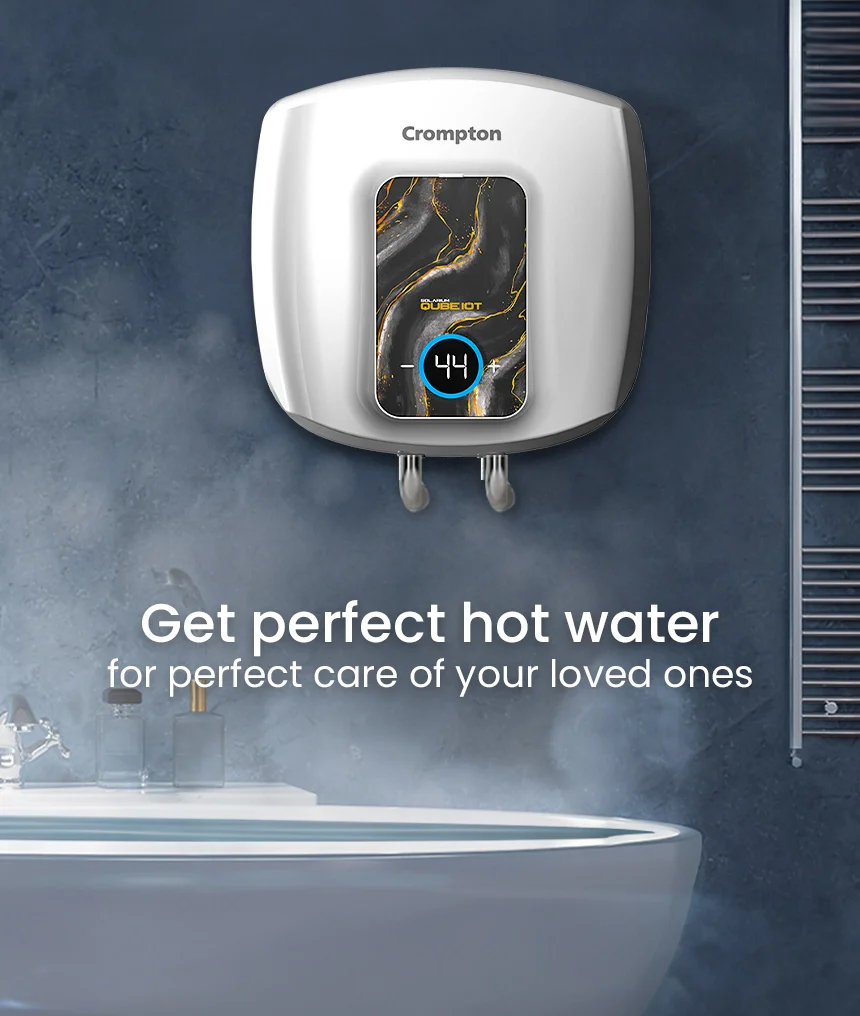 Crompton
SOLARIUM
QUBE IOT
− 44 +
Get perfect hot water
for perfect care of your loved ones